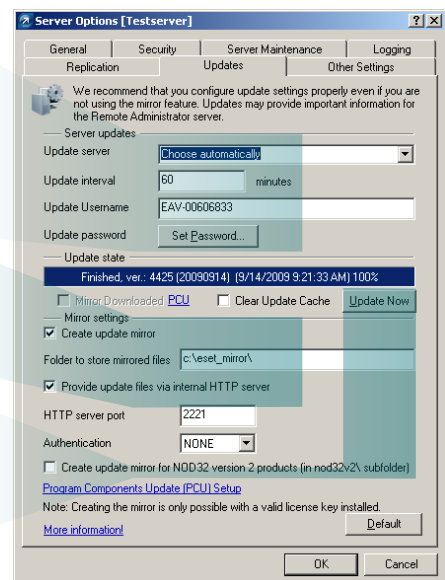 Server Options [Testserver]
General Security Server Maintenance Logging
Replication Updates Other Settings
We recommend that you configure update settings properly even if you are
not using the mirror feature. Updates may provide important information for
the Remote Administrator server.
Server updates
Update server Choose automatically
Update interval 60 minutes
Update Username EAV-00606833
Update password Set Password...
Update state
Finished, ver.: 4425 (20090914) (9/14/2009 9:21:33 AM) 100%
Mirror Downloaded PCU Clear Update Cache Update Now
Mirror settings
Create update mirror
Folder to store mirrored files c:\eset_mirror\
Provide update files via internal HTTP server
HTTP server port 2221
Authentication NONE
Create update mirror for NOD32 version 2 products (in nod32v2\ subfolder)
Program Components Update (PCU) Setup
Note: Creating the mirror is only possible with a valid license key installed.
More information!
Default
OK Cancel